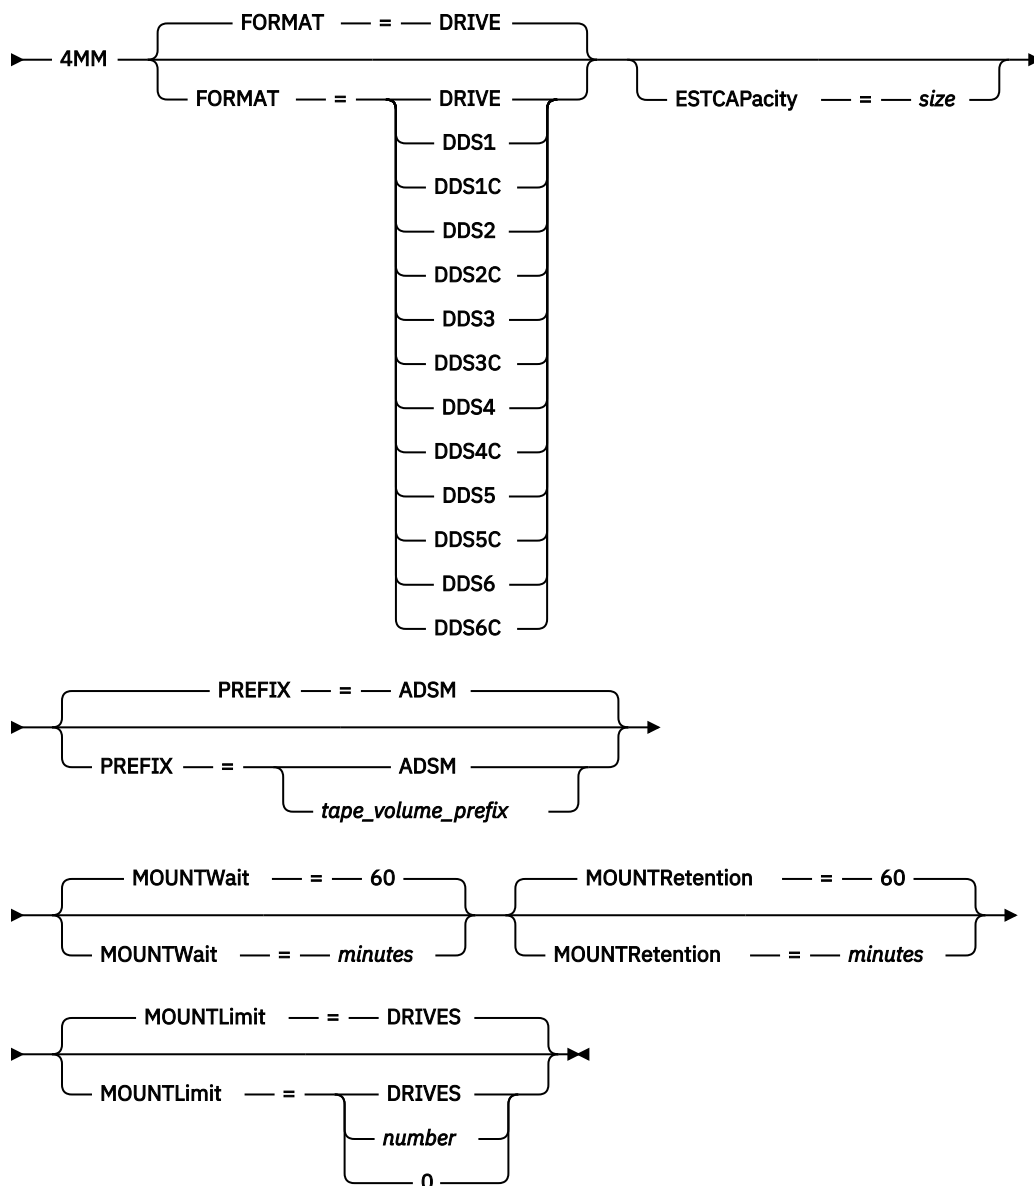 FORMAT = DRIVE
4MM
FORMAT = DRIVE
ESTCAPacity = size
DDS1
DDS1C
DDS2
DDS2C
DDS3
DDS3C
DDS4
DDS4C
DDS5
DDS5C
DDS6
DDS6C
PREFIX = ADSM
PREFIX = ADSM
tape_volume_prefix
MOUNTWait = 60 MOUNTRetention = 60
MOUNTWait = minutes MOUNTRetention = minutes
MOUNTLimit = DRIVES
MOUNTLimit = DRIVES
number
0